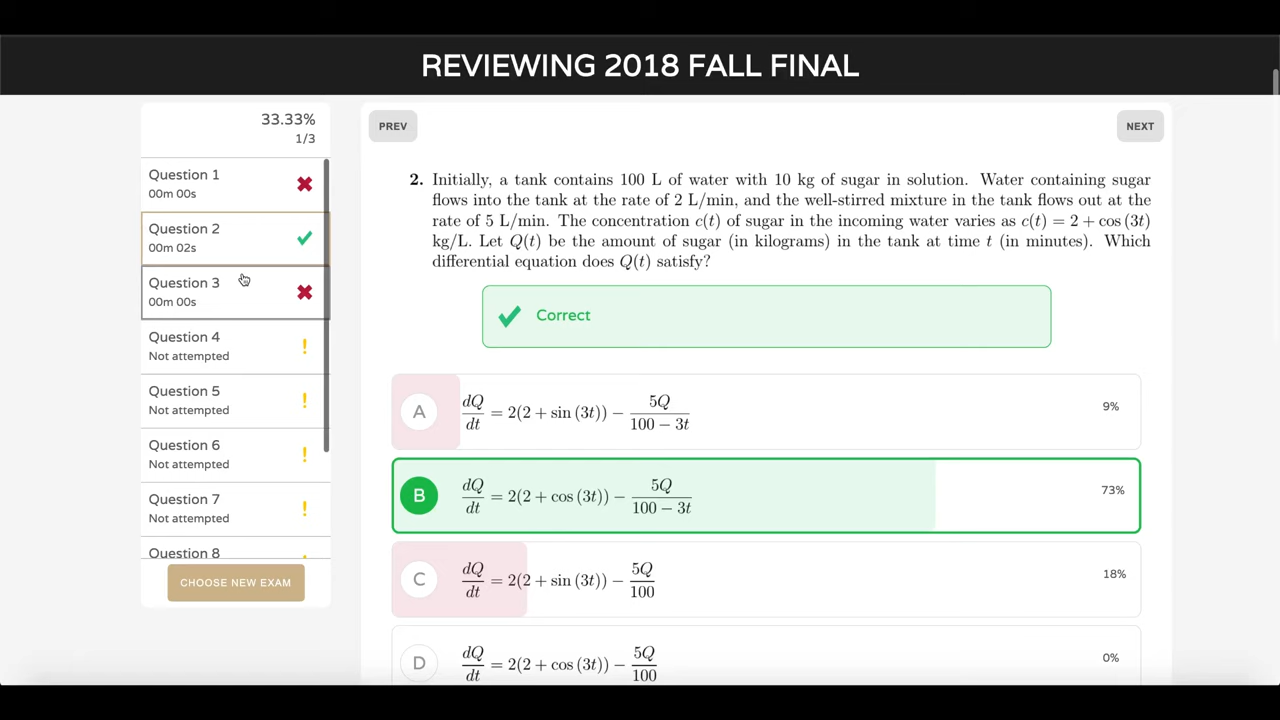 REVIEWING 2018 FALL FINAL
33.33%
1/3
Question 1
00m 00s
Question 2
00m 02s
Question 3
00m 00s
Question 4
Not attempted
Question 5
Not attempted
Question 6
Not attempted
Question 7
Not attempted
Question 8
CHOOSE NEW EXAM
PREV
NEXT
2. Initially, a tank contains 100 L of water with 10 kg of sugar in solution. Water containing sugar
flows into the tank at the rate of 2 L/min, and the well-stirred mixture in the tank flows out at the
rate of 5 L/min. The concentration c(t) of sugar in the incoming water varies as c(t) = 2 + cos (3t)
kg/L. Let Q(t) be the amount of sugar (in kilograms) in the tank at time t (in minutes). Which
differential equation does Q(t) satisfy?
Correct
A dQ/dt = 2(2 + sin (3t)) − 5Q/(100 − 3t) 9%
B dQ/dt = 2(2 + cos (3t)) − 5Q/(100 − 3t) 73%
C dQ/dt = 2(2 + sin (3t)) − 5Q/100 18%
D dQ/dt = 2(2 + cos (3t)) − 5Q/100 0%